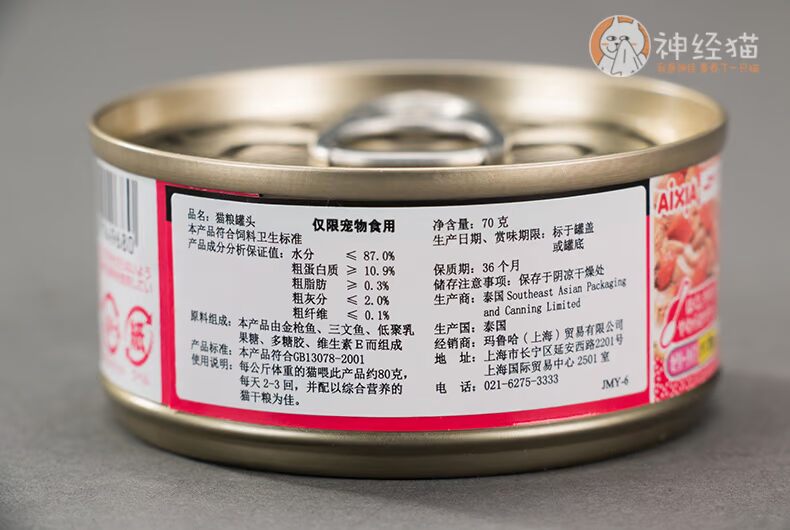 神经猫
品名：猫粮罐头
仅限宠物食用
本产品符合饲料卫生标准
产品成分分析保证值：水分 ≤ 87.0%
粗蛋白质 ≥ 10.9%
粗脂肪 ≥ 0.3%
粗灰分 ≤ 2.0%
粗纤维 ≤ 0.1%
原料组成：本产品由金枪鱼、三文鱼、低聚乳
果糖、多糖胶、维生素E而组成
产品标准：本产品符合GB13078-2001
使用说明：每公斤体重的猫喂此产品约80克，
每天2-3回，并配以综合营养的
猫干粮为佳。
净含量：70克
生产日期、赏味期限：标于罐盖
或罐底
保质期：36个月
储存注意事项：保存于阴凉干燥处
生产商：泰国Southeast Asian Packaging
and Canning Limited
生产国：泰国
经销商：玛鲁哈（上海）贸易有限公司
地 址：上海市长宁区延安西路2201号
上海国际贸易中心2501室
电 话：021-6275-3333
JMY-6
AIXIA